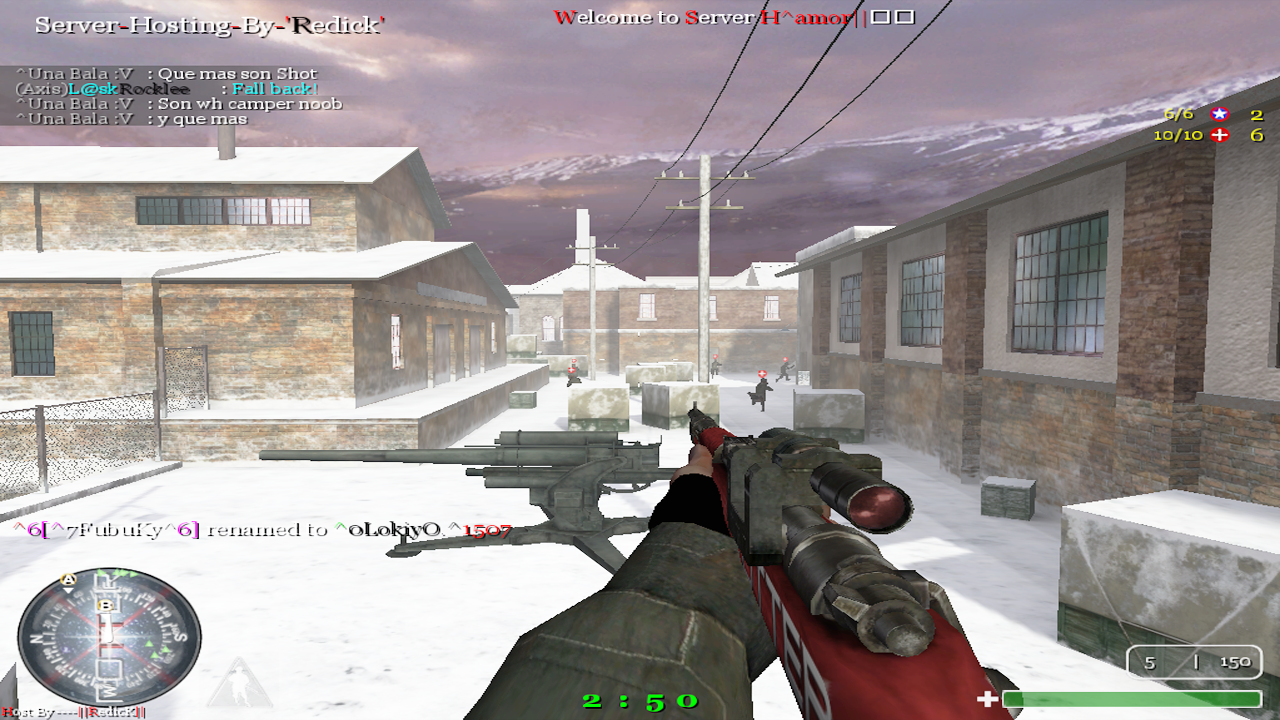 Server-Hosting-By-'Redick'
Welcome to Server H^amor||
^Una Bala :V : Que mas son Shot
(Axis)L@skRocklee : Fall back!
^Una Bala :V : Son wh camper noob
^Una Bala :V : y que mas
6/6 2
10/10 6
^6[^7FubuKy^6] renamed to ^oLokiyO.^1507
A
B
N
S
W
5 | 150
2:50
Host By----||RedicK||